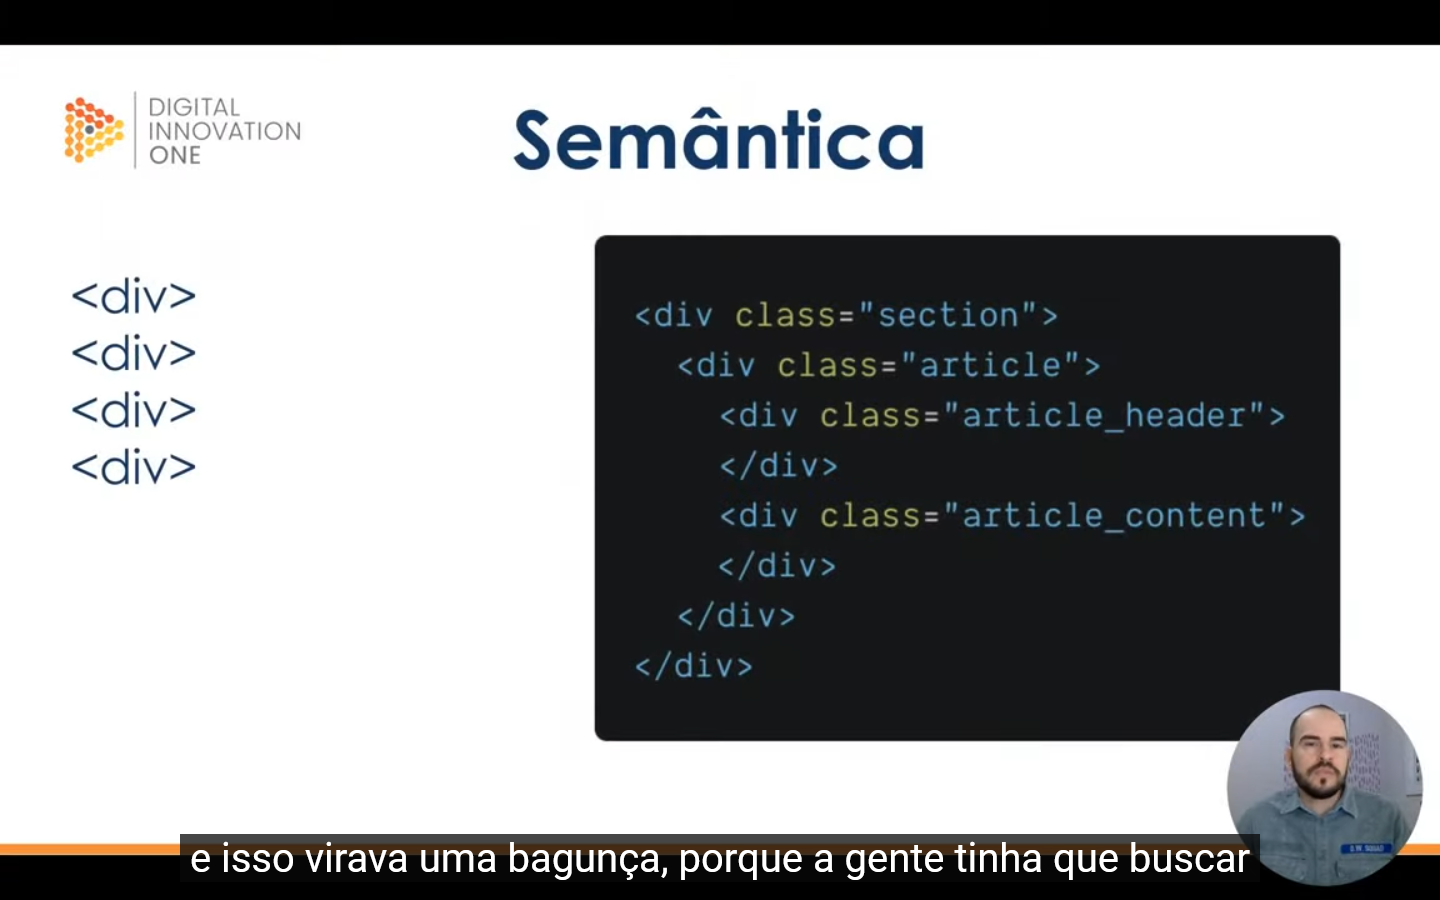 DIGITAL
INNOVATION
ONE
Semântica
<div>
<div>
<div>
<div>
<div class="section">
<div class="article">
<div class="article_header">
</div>
<div class="article_content">
</div>
</div>
</div>
e isso virava uma bagunça, porque a gente tinha que buscar